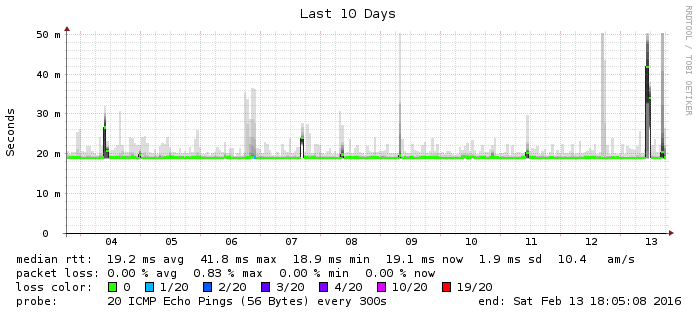 Last 10 Days
RRDTOOL / TOBI OETIKER
Seconds
50 m
40 m
30 m
20 m
10 m
0
04 05 06 07 08 09 10 11 12 13
median rtt: 19.2 ms avg 41.8 ms max 18.9 ms min 19.1 ms now 1.9 ms sd 10.4 am/s
packet loss: 0.00 % avg 0.83 % max 0.00 % min 0.00 % now
loss color: 0 1/20 2/20 3/20 4/20 10/20 19/20
probe: 20 ICMP Echo Pings (56 Bytes) every 300s end: Sat Feb 13 18:05:08 2016